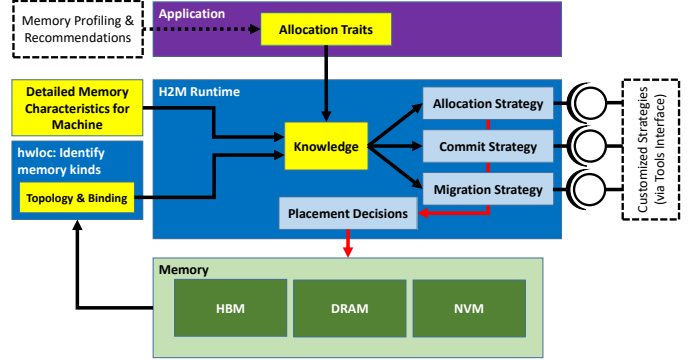 Memory Profiling &
Recommendations
Application
Allocation Traits
Detailed Memory
Characteristics for
Machine
H2M Runtime
Allocation Strategy
Knowledge
Commit Strategy
hwloc: Identify
memory kinds
Topology & Binding
Migration Strategy
Placement Decisions
Customized Strategies
(via Tools Interface)
Memory
HBM
DRAM
NVM